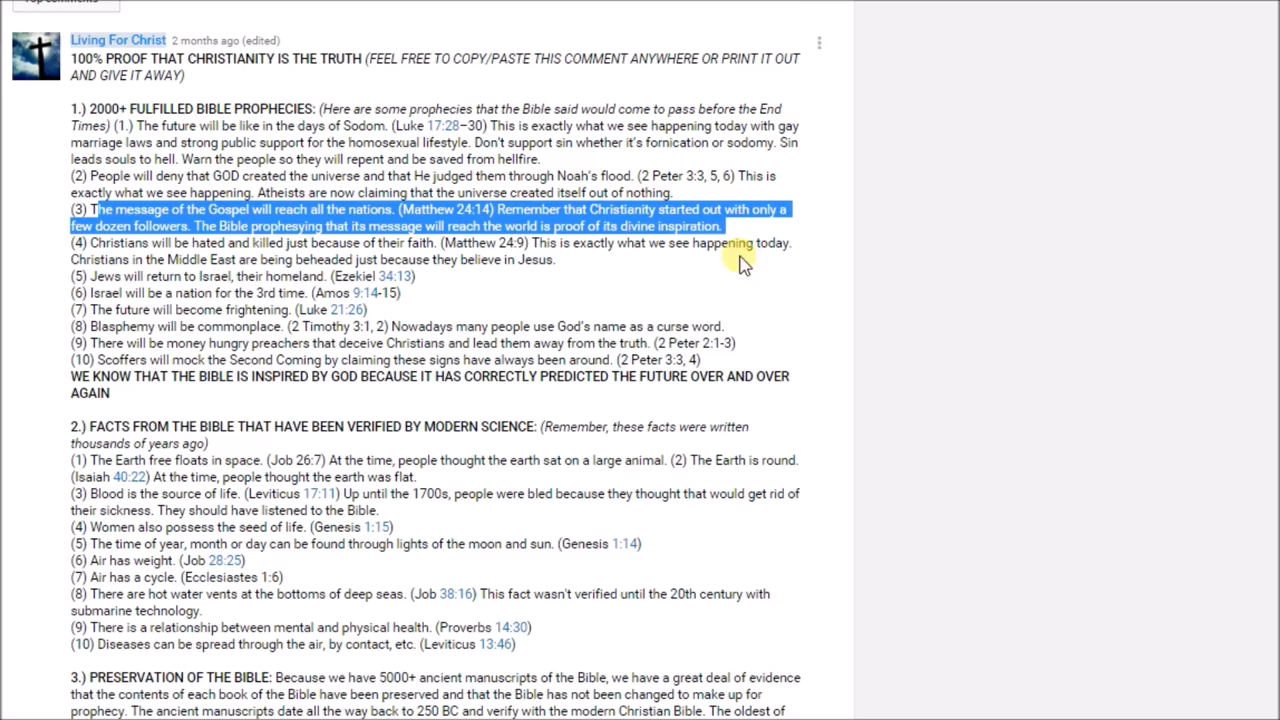 Living For Christ 2 months ago (edited)
100% PROOF THAT CHRISTIANITY IS THE TRUTH (FEEL FREE TO COPY/PASTE THIS COMMENT ANYWHERE OR PRINT IT OUT
AND GIVE IT AWAY)
1.) 2000+ FULFILLED BIBLE PROPHECIES: (Here are some prophecies that the Bible said would come to pass before the End
Times) (1.) The future will be like in the days of Sodom. (Luke 17:28–30) This is exactly what we see happening today with gay
marriage laws and strong public support for the homosexual lifestyle. Don't support sin whether it's fornication or sodomy. Sin
leads souls to hell. Warn the people so they will repent and be saved from hellfire.
(2) People will deny that GOD created the universe and that He judged them through Noah's flood. (2 Peter 3:3, 5, 6) This is
exactly what we see happening. Atheists are now claiming that the universe created itself out of nothing.
(3) The message of the Gospel will reach all the nations. (Matthew 24:14) Remember that Christianity started out with only a
few dozen followers. The Bible prophesying that its message will reach the world is proof of its divine inspiration.
(4) Christians will be hated and killed just because of their faith. (Matthew 24:9) This is exactly what we see happening today.
Christians in the Middle East are being beheaded just because they believe in Jesus.
(5) Jews will return to Israel, their homeland. (Ezekiel 34:13)
(6) Israel will be a nation for the 3rd time. (Amos 9:14-15)
(7) The future will become frightening. (Luke 21:26)
(8) Blasphemy will be commonplace. (2 Timothy 3:1, 2) Nowadays many people use God's name as a curse word.
(9) There will be money hungry preachers that deceive Christians and lead them away from the truth. (2 Peter 2:1-3)
(10) Scoffers will mock the Second Coming by claiming these signs have always been around. (2 Peter 3:3, 4)
WE KNOW THAT THE BIBLE IS INSPIRED BY GOD BECAUSE IT HAS CORRECTLY PREDICTED THE FUTURE OVER AND OVER
AGAIN
2.) FACTS FROM THE BIBLE THAT HAVE BEEN VERIFIED BY MODERN SCIENCE: (Remember, these facts were written
thousands of years ago)
(1) The Earth free floats in space. (Job 26:7) At the time, people thought the earth sat on a large animal. (2) The Earth is round.
(Isaiah 40:22) At the time, people thought the earth was flat.
(3) Blood is the source of life. (Leviticus 17:11) Up until the 1700s, people were bled because they thought that would get rid of
their sickness. They should have listened to the Bible.
(4) Women also possess the seed of life. (Genesis 1:15)
(5) The time of year, month or day can be found through lights of the moon and sun. (Genesis 1:14)
(6) Air has weight. (Job 28:25)
(7) Air has a cycle. (Ecclesiastes 1:6)
(8) There are hot water vents at the bottoms of deep seas. (Job 38:16) This fact wasn't verified until the 20th century with
submarine technology.
(9) There is a relationship between mental and physical health. (Proverbs 14:30)
(10) Diseases can be spread through the air, by contact, etc. (Leviticus 13:46)
3.) PRESERVATION OF THE BIBLE: Because we have 5000+ ancient manuscripts of the Bible, we have a great deal of evidence
that the contents of each book of the Bible have been preserved and that the Bible has not been changed to make up for
prophecy. The ancient manuscripts date all the way back to 250 BC and verify with the modern Christian Bible. The oldest of